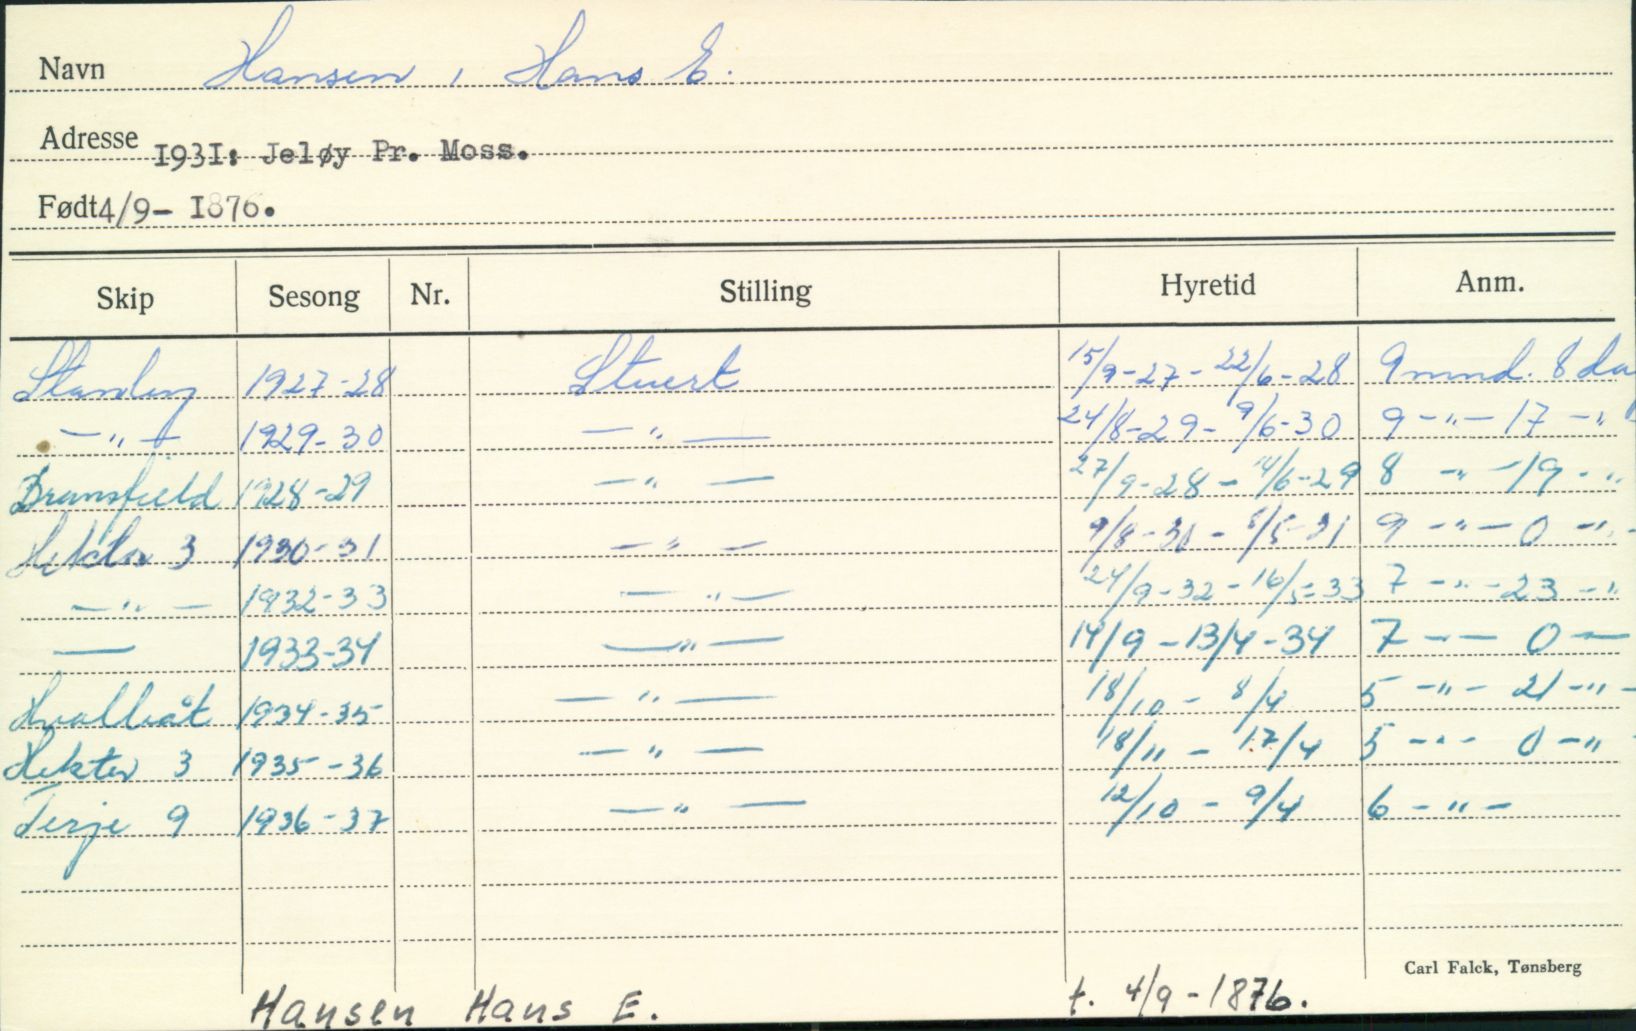 Navn Hansen, Hans E.
Adresse 1931: Jeløy Pr. Moss.
Født 4/9- 1876.
Skip Sesong Nr. Stilling Hyretid Anm.
1927-28 Stuert 15/9-27 - 22/6-28 9 mnd. 8 da
-"- 1929-30 -"- 24/8-29 - 9/6-30 9 -"- 17 -"
Bransfield 1928-29 -"- 27/9-28 - /6-29 8 -"- 19 -"
Hekla 3 1930-31 -"- 9/8-30 - /5-31 9 -"- 0 -"-
-"- 1932-33 -"- 24/9-32 - 16/5-33 7 -"- 23 -"
— 1933-34 -"- 14/9 - 13/4-34 7 -- 0 —
Hvalbåt 1934-35 -"- 18/10 - 8/4 5 -"- 21 -"-
Hektor 3 1935-36 -"- 18/11 - 17/4 5 -"- 0 -"
Terje 9 1936-37 -"- 12/10 - 9/4 6 -"-
Carl Falck, Tønsberg
Hansen Hans E. f. 4/9-1876.